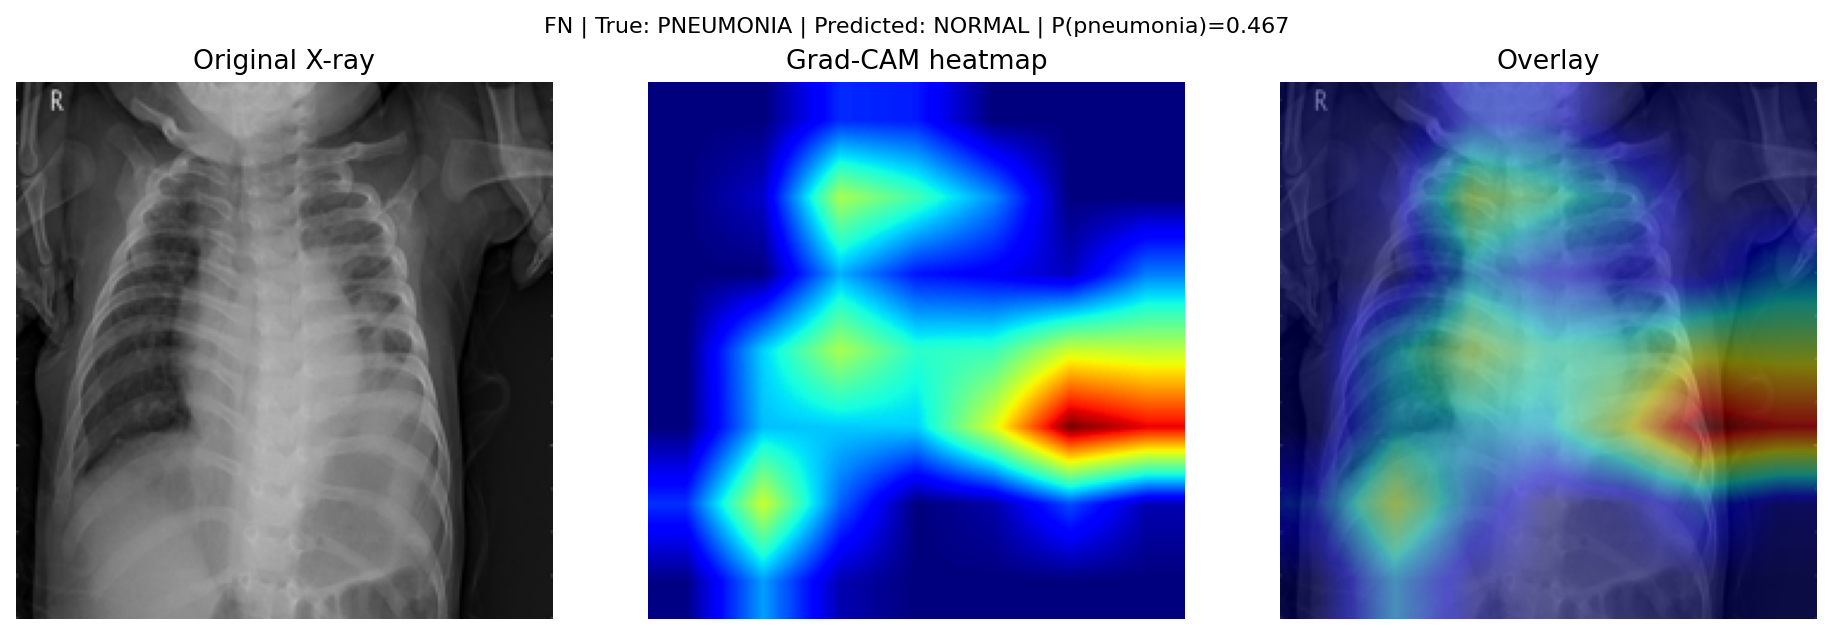 FN | True: PNEUMONIA | Predicted: NORMAL | P(pneumonia)=0.467
Original X-ray
Grad-CAM heatmap
Overlay
R
R